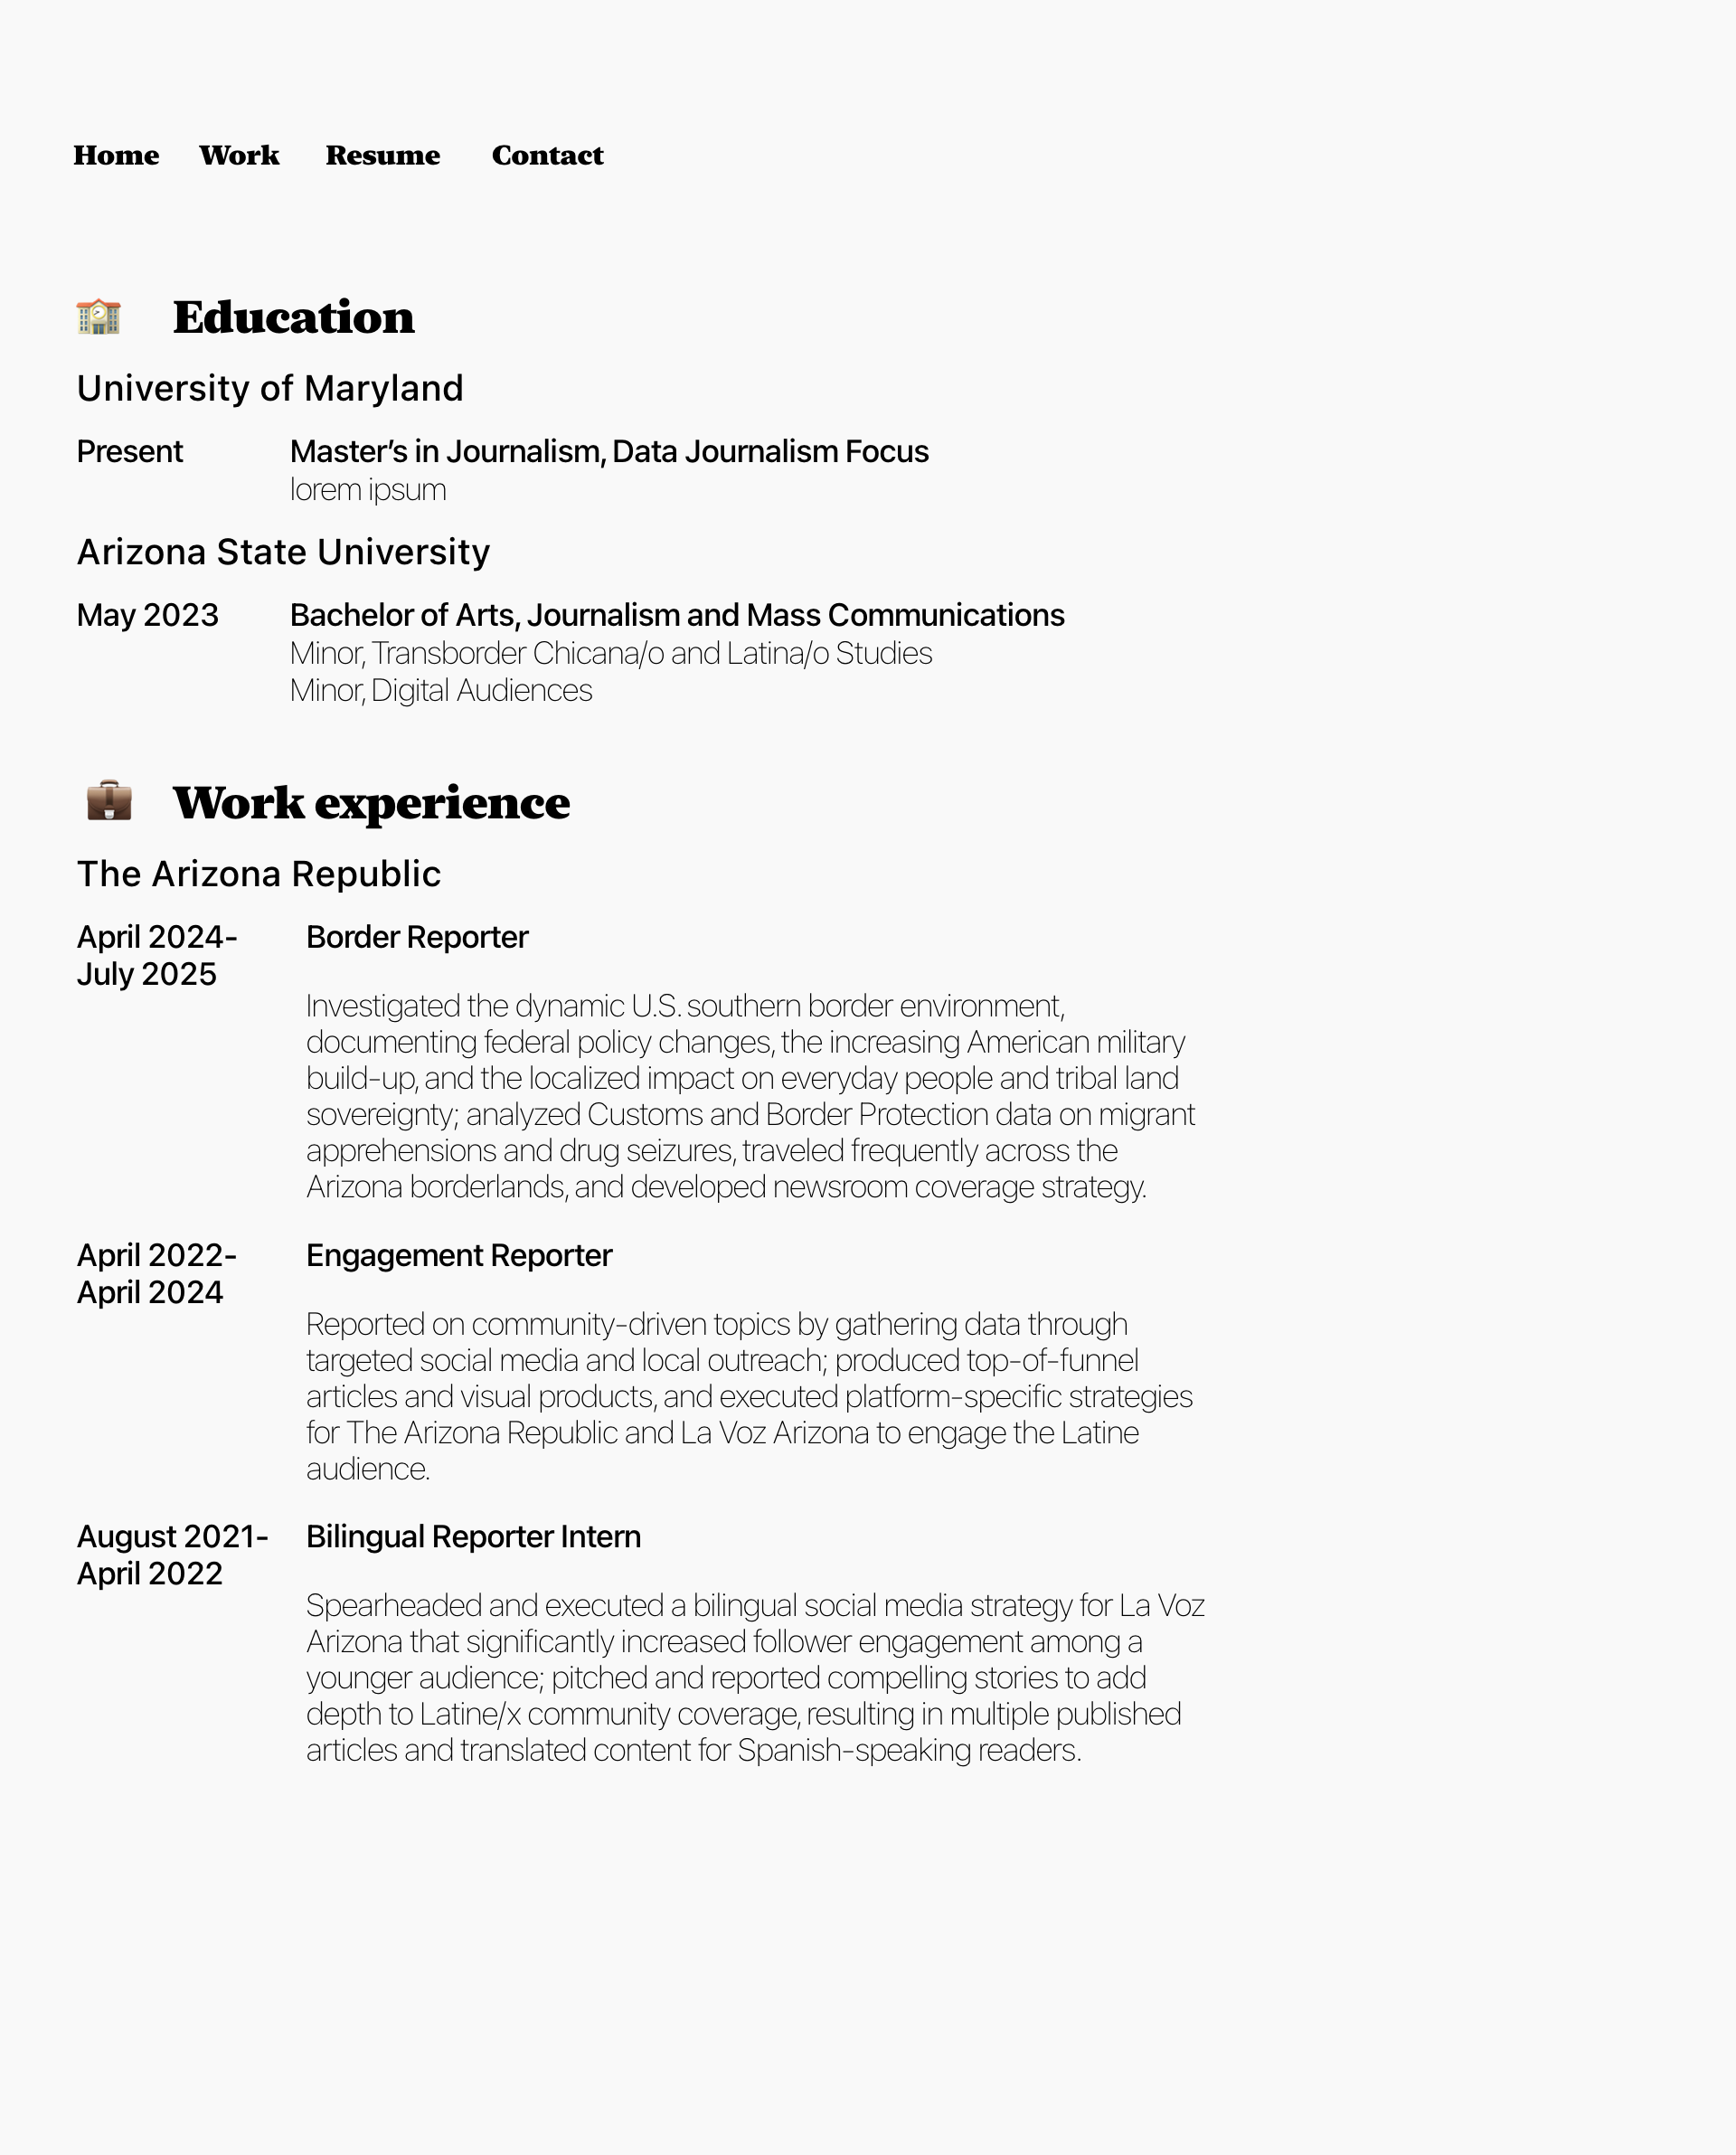 Home Work Resume Contact
Education
University of Maryland
Present Master’s in Journalism, Data Journalism Focus
lorem ipsum
Arizona State University
May 2023 Bachelor of Arts, Journalism and Mass Communications
Minor, Transborder Chicana/o and Latina/o Studies
Minor, Digital Audiences
Work experience
The Arizona Republic
April 2024- Border Reporter
July 2025
Investigated the dynamic U.S. southern border environment,
documenting federal policy changes, the increasing American military
build-up, and the localized impact on everyday people and tribal land
sovereignty; analyzed Customs and Border Protection data on migrant
apprehensions and drug seizures, traveled frequently across the
Arizona borderlands, and developed newsroom coverage strategy.
April 2022- Engagement Reporter
April 2024
Reported on community-driven topics by gathering data through
targeted social media and local outreach; produced top-of-funnel
articles and visual products, and executed platform-specific strategies
for The Arizona Republic and La Voz Arizona to engage the Latine
audience.
August 2021- Bilingual Reporter Intern
April 2022
Spearheaded and executed a bilingual social media strategy for La Voz
Arizona that significantly increased follower engagement among a
younger audience; pitched and reported compelling stories to add
depth to Latine/x community coverage, resulting in multiple published
articles and translated content for Spanish-speaking readers.